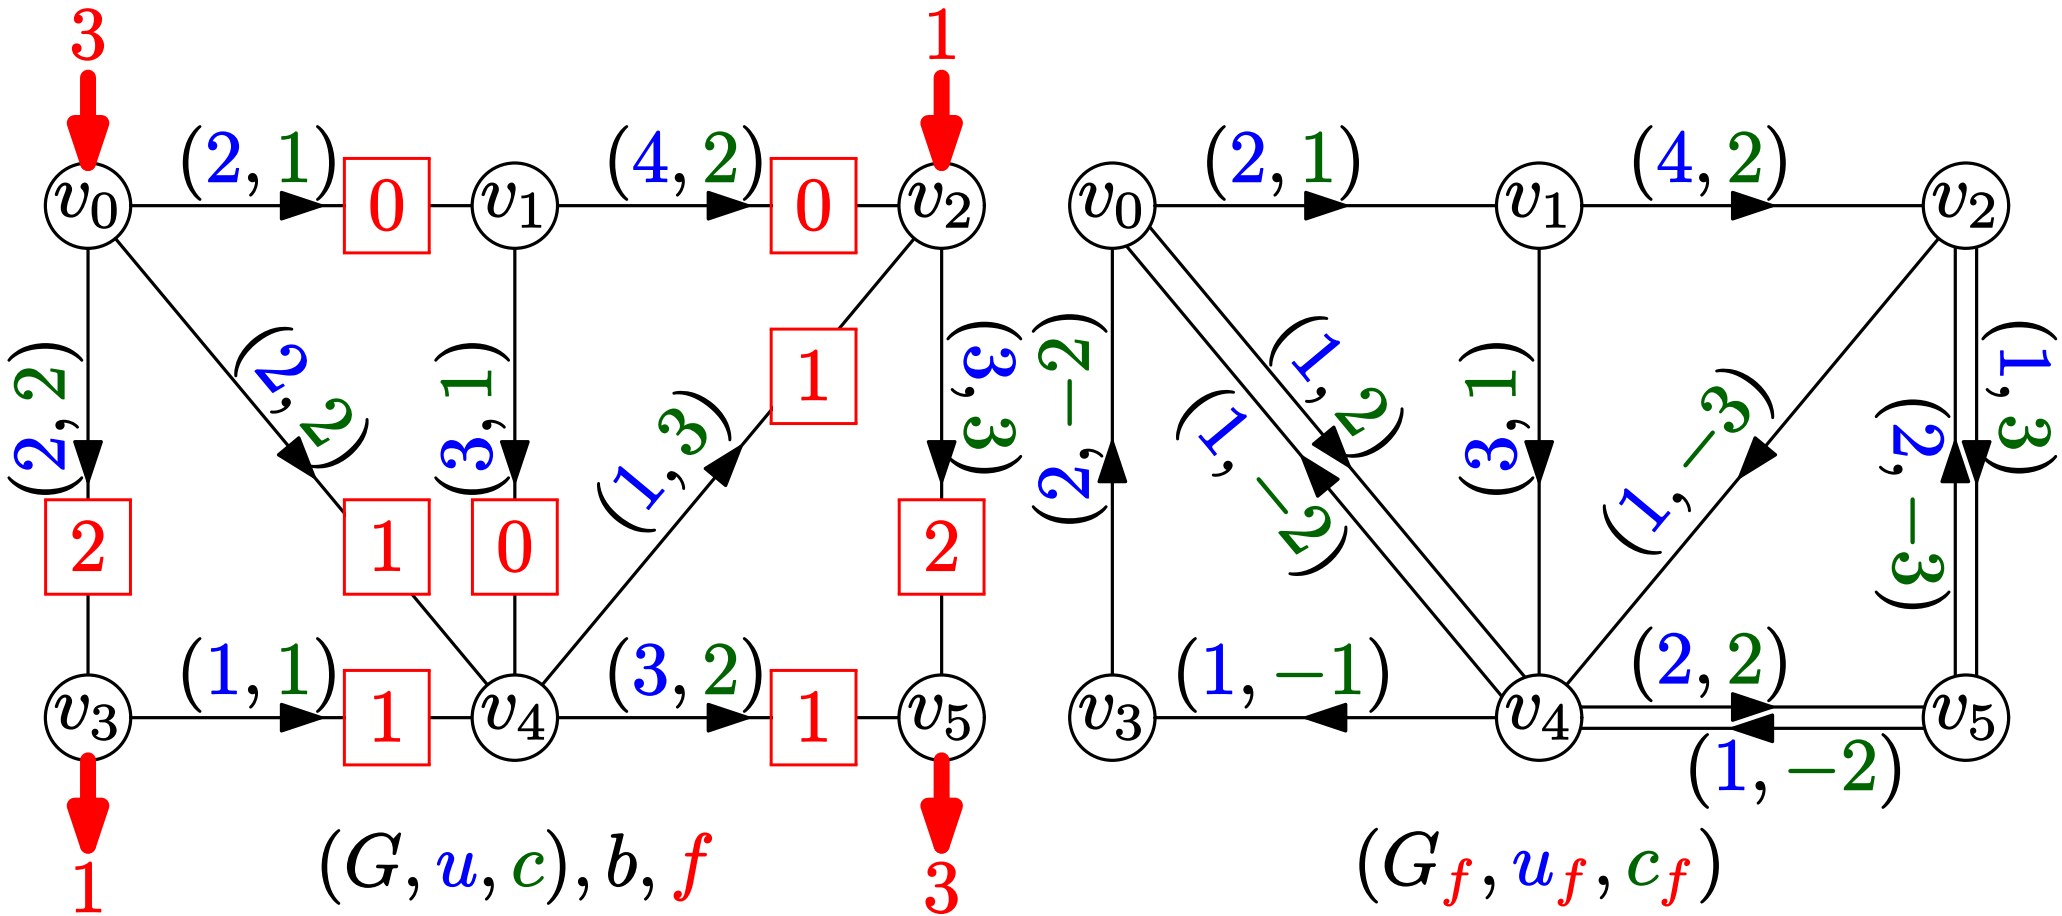 3 1
(2, 1) (4, 2) (2, 1) (4, 2)
v0 0 v1 0 v2 v0 v1 v2
(2, 2) (2, 2) (3, 1) (1, 3) 1 (3, 3) (2, −2) (1, −2) (1, 2) (3, 1) (1, −3) (2, −3) (1, 3)
2 1 0 2
(1, 1) (3, 2) (1, −1) (2, 2)
v3 1 v4 1 v5 v3 v4 v5
(1, −2)
1 (G, u, c), b, f 3 (Gf, uf, cf)